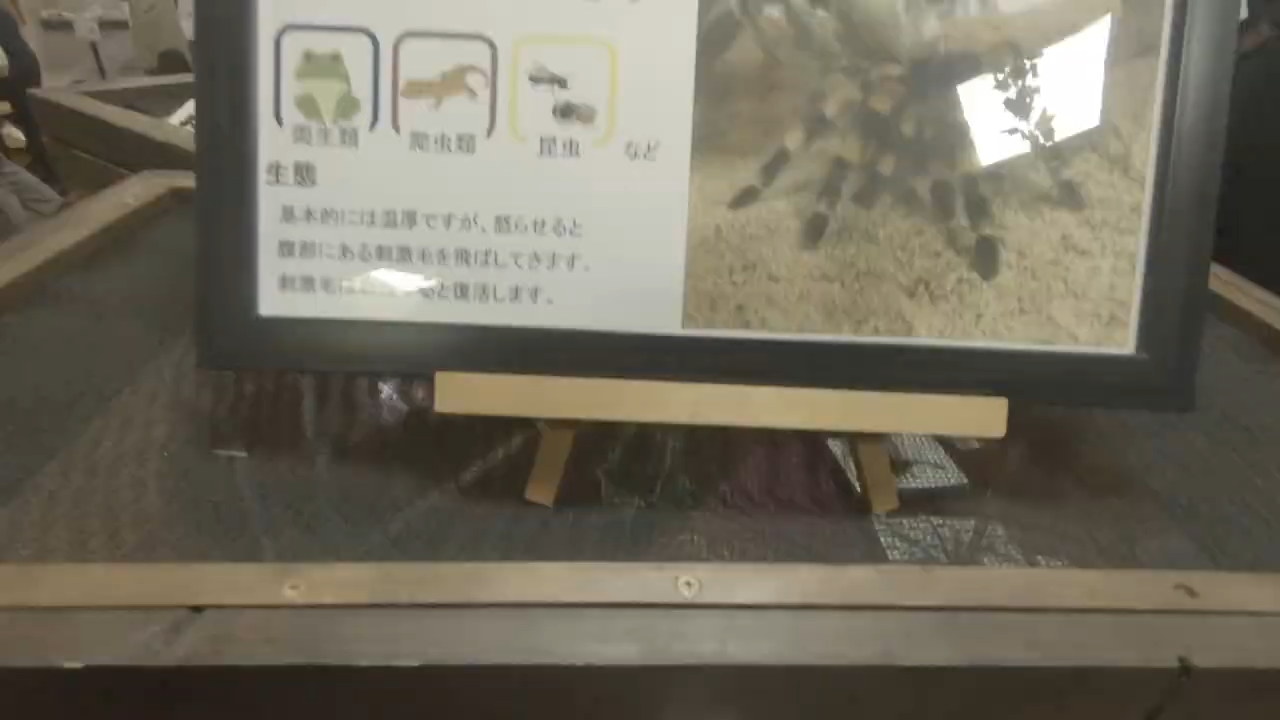 両生類 爬虫類 昆虫 など
生態
基本的には温厚ですが、怒らせると
腹部にある刺激毛を飛ばしてきます。
刺激毛は すると復活します。